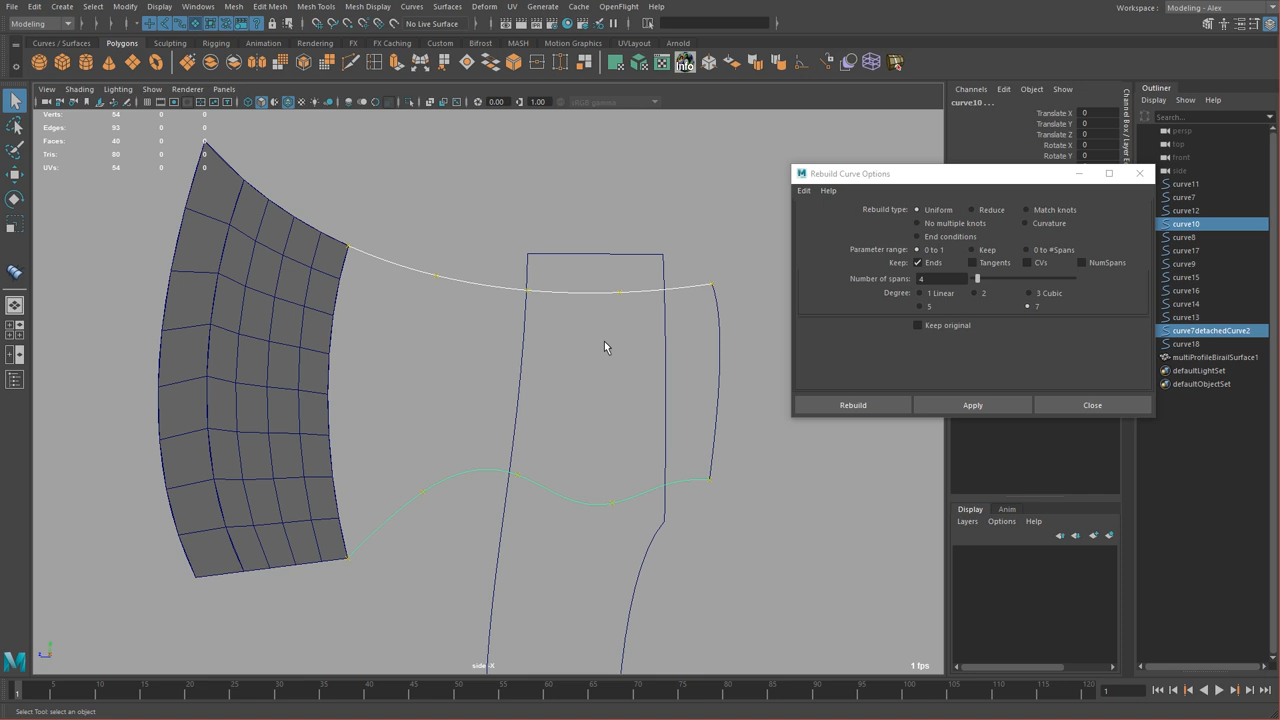 File Edit Create Select Modify Display Windows Mesh Edit Mesh Mesh Tools Mesh Display Curves Surfaces Deform UV Generate Cache OpenFlight Help Workspace : Modeling - Alex
Modeling No Live Surface
Curves / Surfaces Polygons Sculpting Rigging Animation Rendering FX FX Caching Custom Bifrost MASH Motion Graphics UVLayout Arnold
info
View Shading Lighting Show Renderer Panels
0.00 1.00 sRGB gamma
Verts: 54 0 0
Edges: 93 0 0
Faces: 40 0 0
Tris: 80 0 0
UVs: 54 0 0
side -X
1 fps
Channels Edit Object Show
curve10 ...
Translate X 0
Translate Y 0
Translate Z 0
Rotate X 0
Rotate Y 0
Rebuild Curve Options
Edit Help
Rebuild type: Uniform Reduce Match knots
No multiple knots Curvature
End conditions
Parameter range: 0 to 1 Keep 0 to #Spans
Keep: Ends Tangents CVs NumSpans
Number of spans: 4
Degree: 1 Linear 2 3 Cubic
5 7
Keep original
Rebuild Apply Close
Display Anim
Layers Options Help
Outliner
Display Show Help
Search...
persp
top
front
side
curve11
curve7
curve12
curve10
curve8
curve17
curve9
curve15
curve16
curve14
curve13
curve7detachedCurve2
curve18
multiProfileBirailSurface1
defaultLightSet
defaultObjectSet
1 5 10 15 20 25 30 35 40 45 50 55 60 65 70 75 80 85 90 95 100 105 110 115 120 1
Select Tool: select an object